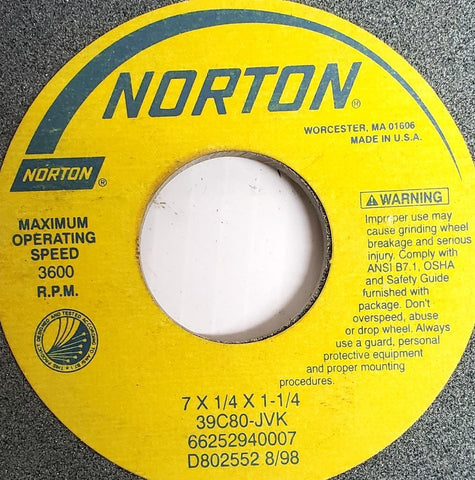 NORTON®
WORCESTER, MA 01606
MADE IN U.S.A.
NORTON®
MAXIMUM
OPERATING
SPEED
3600
R.P.M.
⚠WARNING
Improper use may
cause grinding wheel
breakage and serious
injury. Comply with
ANSI B7.1, OSHA
and Safety Guide
furnished with
package. Don't
overspeed, abuse
or drop wheel. Always
use a guard, personal
protective equipment
and proper mounting
procedures.
7 X 1/4 X 1-1/4
39C80-JVK
66252940007
D802552 8/98